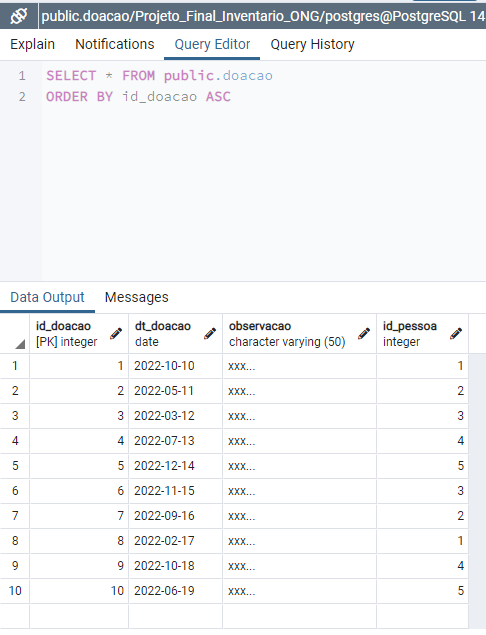 public.doacao/Projeto_Final_Inventario_ONG/postgres@PostgreSQL 14
Explain Notifications Query Editor Query History
1 SELECT * FROM public.doacao
2 ORDER BY id_doacao ASC
Data Output Messages
id_doacao dt_doacao observacao id_pessoa
[PK] integer date character varying (50) integer
1 1 2022-10-10 xxx... 1
2 2 2022-05-11 xxx... 2
3 3 2022-03-12 xxx... 3
4 4 2022-07-13 xxx... 4
5 5 2022-12-14 xxx... 5
6 6 2022-11-15 xxx... 3
7 7 2022-09-16 xxx... 2
8 8 2022-02-17 xxx... 1
9 9 2022-10-18 xxx... 4
10 10 2022-06-19 xxx... 5